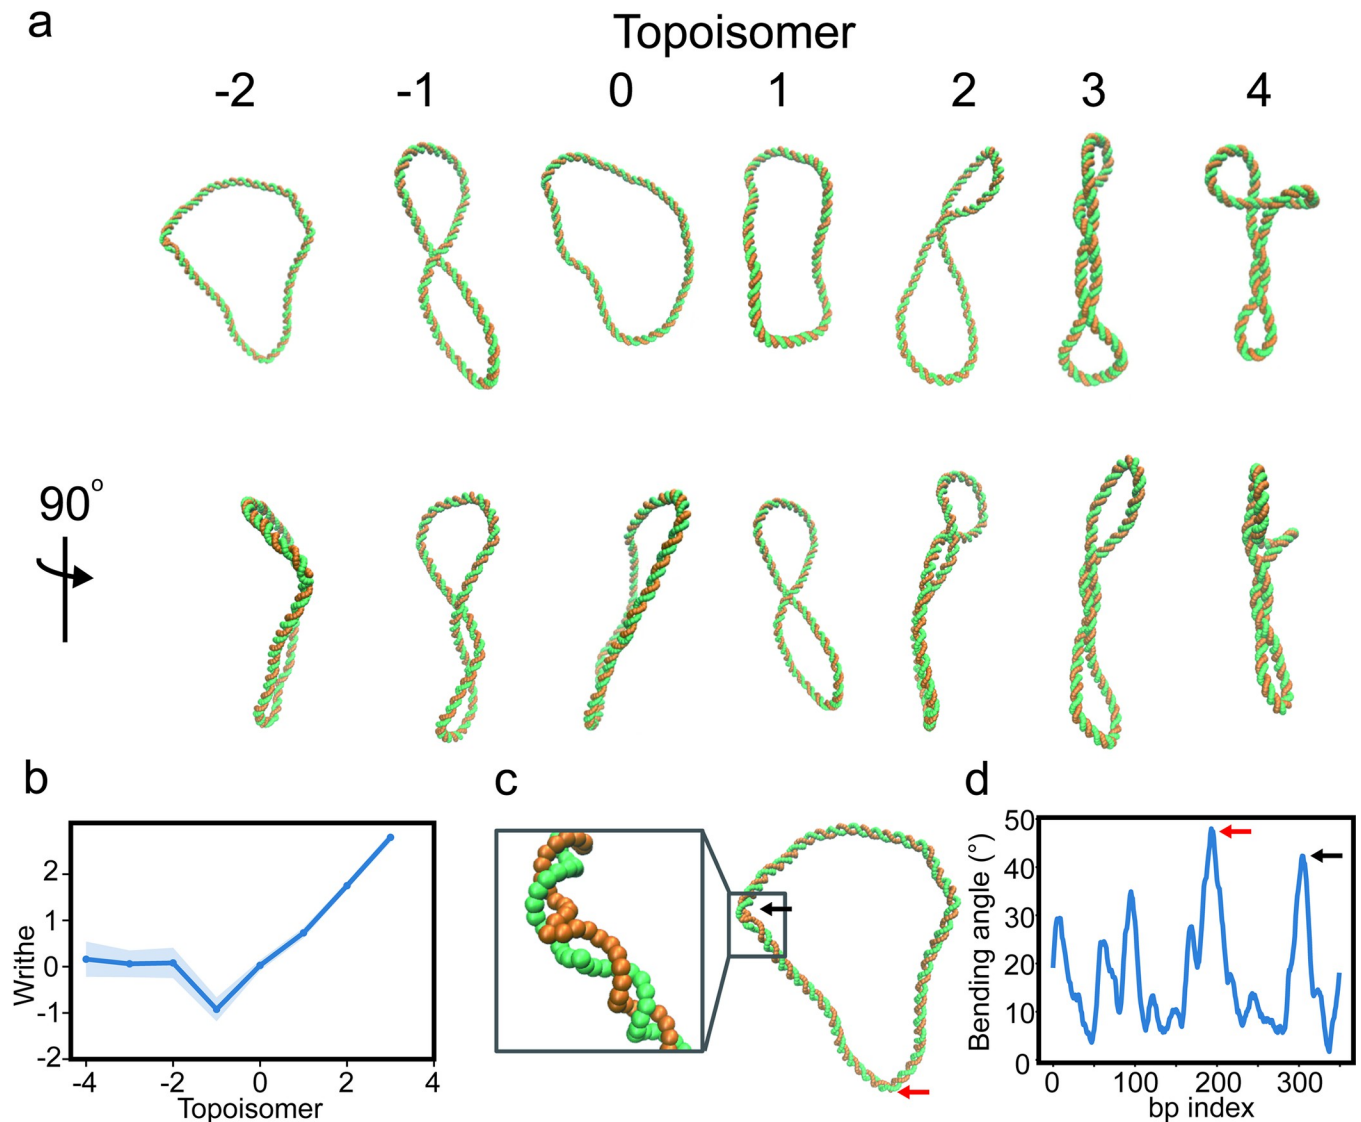 a
Topoisomer
-2 -1 0 1 2 3 4
90°
b
Writhe
2
1
0
-1
-2
-4 -2 0 2 4
Topoisomer
c
d
Bending angle (°)
50
40
30
20
10
0
0 100 200 300
bp index